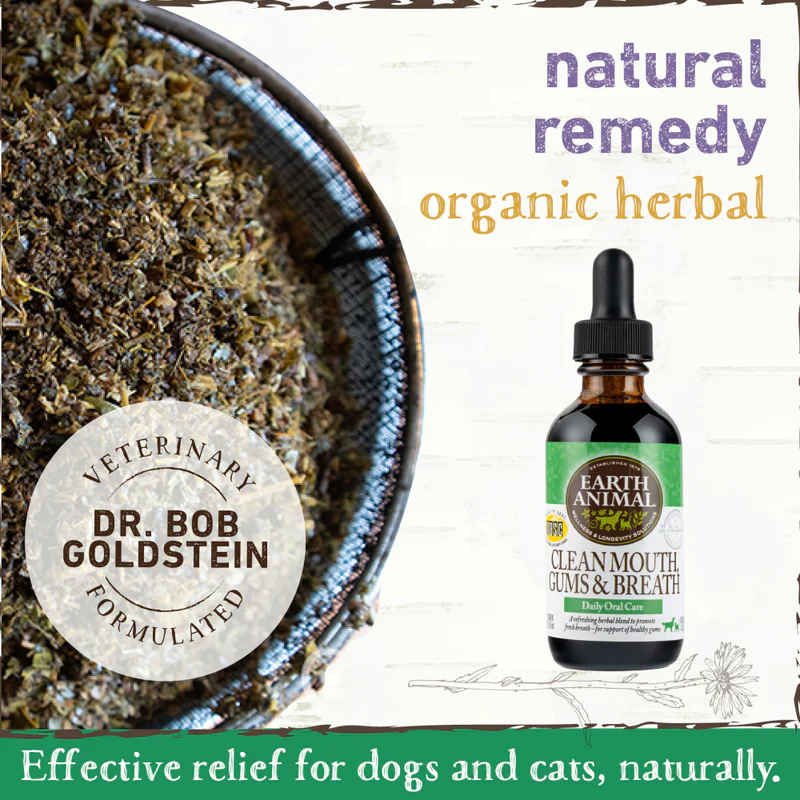 natural
remedy
organic herbal
VETERINARY
DR. BOB
GOLDSTEIN
FORMULATED
ESTABLISHED 1979
EARTH
ANIMAL
WELLNESS & LONGEVITY SOLUTIONS
CLEAN MOUTH,
GUMS & BREATH
Daily Oral Care
A refreshing herbal blend to promote
fresh breath – for support of healthy gums
Effective relief for dogs and cats, naturally.